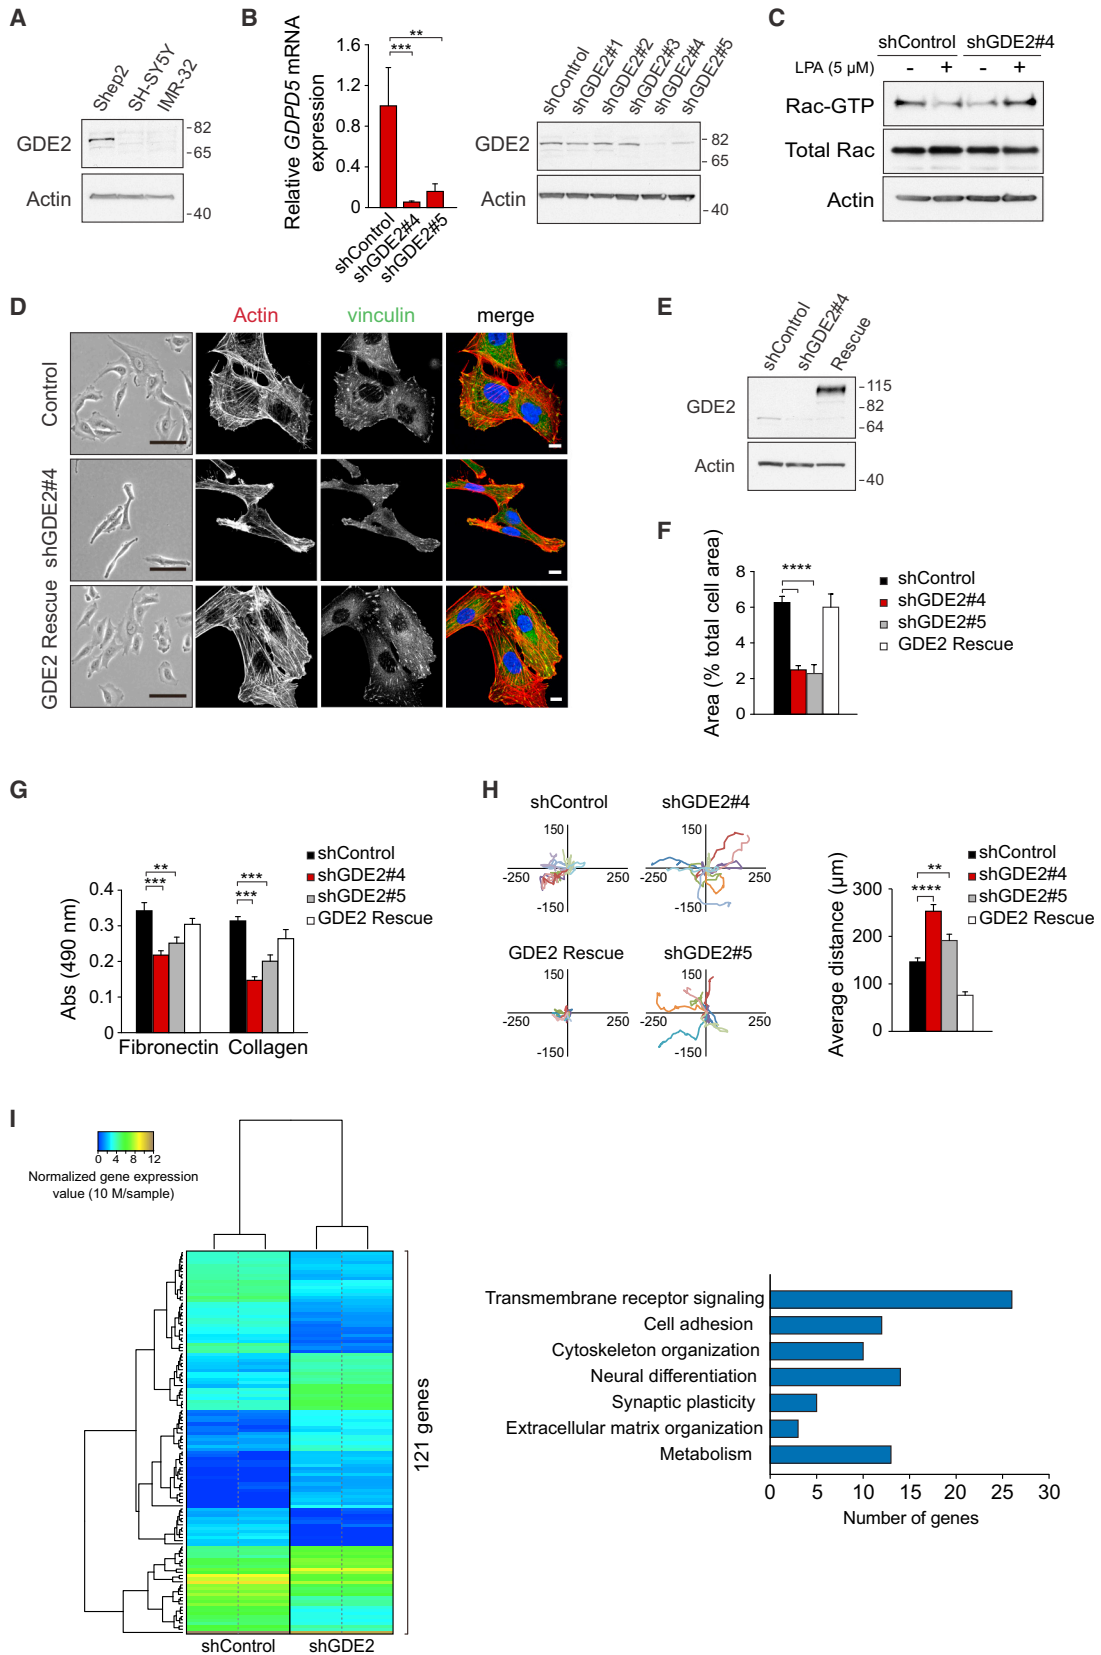 A
Shep2
SH-SY5Y
IMR-32
GDE2
-82
-65
Actin
-40
B
Relative GDPD5 mRNA
expression
1.6
1.2
0.8
0.4
0
***
**
shControl
shGDE2#4
shGDE2#5
shControl
shGDE2#1
shGDE2#2
shGDE2#3
shGDE2#4
shGDE2#5
GDE2
-82
-65
Actin
-40
C
shControl shGDE2#4
LPA (5 µM) - + - +
Rac-GTP
Total Rac
Actin
D
Actin vinculin merge
Control
shGDE2#4
GDE2 Rescue
E
shControl
shGDE2#4
Rescue
GDE2
-115
-82
-64
Actin
-40
F
Area (% total cell area)
8
6
4
2
0
****
shControl
shGDE2#4
shGDE2#5
GDE2 Rescue
G
Abs (490 nm)
0.4
0.3
0.2
0.1
0
**
***
***
***
Fibronectin Collagen
shControl
shGDE2#4
shGDE2#5
GDE2 Rescue
H
shControl
150
-250 250
-150
shGDE2#4
150
-250 250
-150
GDE2 Rescue
150
-250 250
-150
shGDE2#5
150
-250 250
-150
Average distance (µm)
300
200
100
0
**
****
shControl
shGDE2#4
shGDE2#5
GDE2 Rescue
I
0 4 8 12
Normalized gene expression
value (10 M/sample)
121 genes
shControl shGDE2
Transmembrane receptor signaling
Cell adhesion
Cytoskeleton organization
Neural differentiation
Synaptic plasticity
Extracellular matrix organization
Metabolism
0 5 10 15 20 25 30
Number of genes